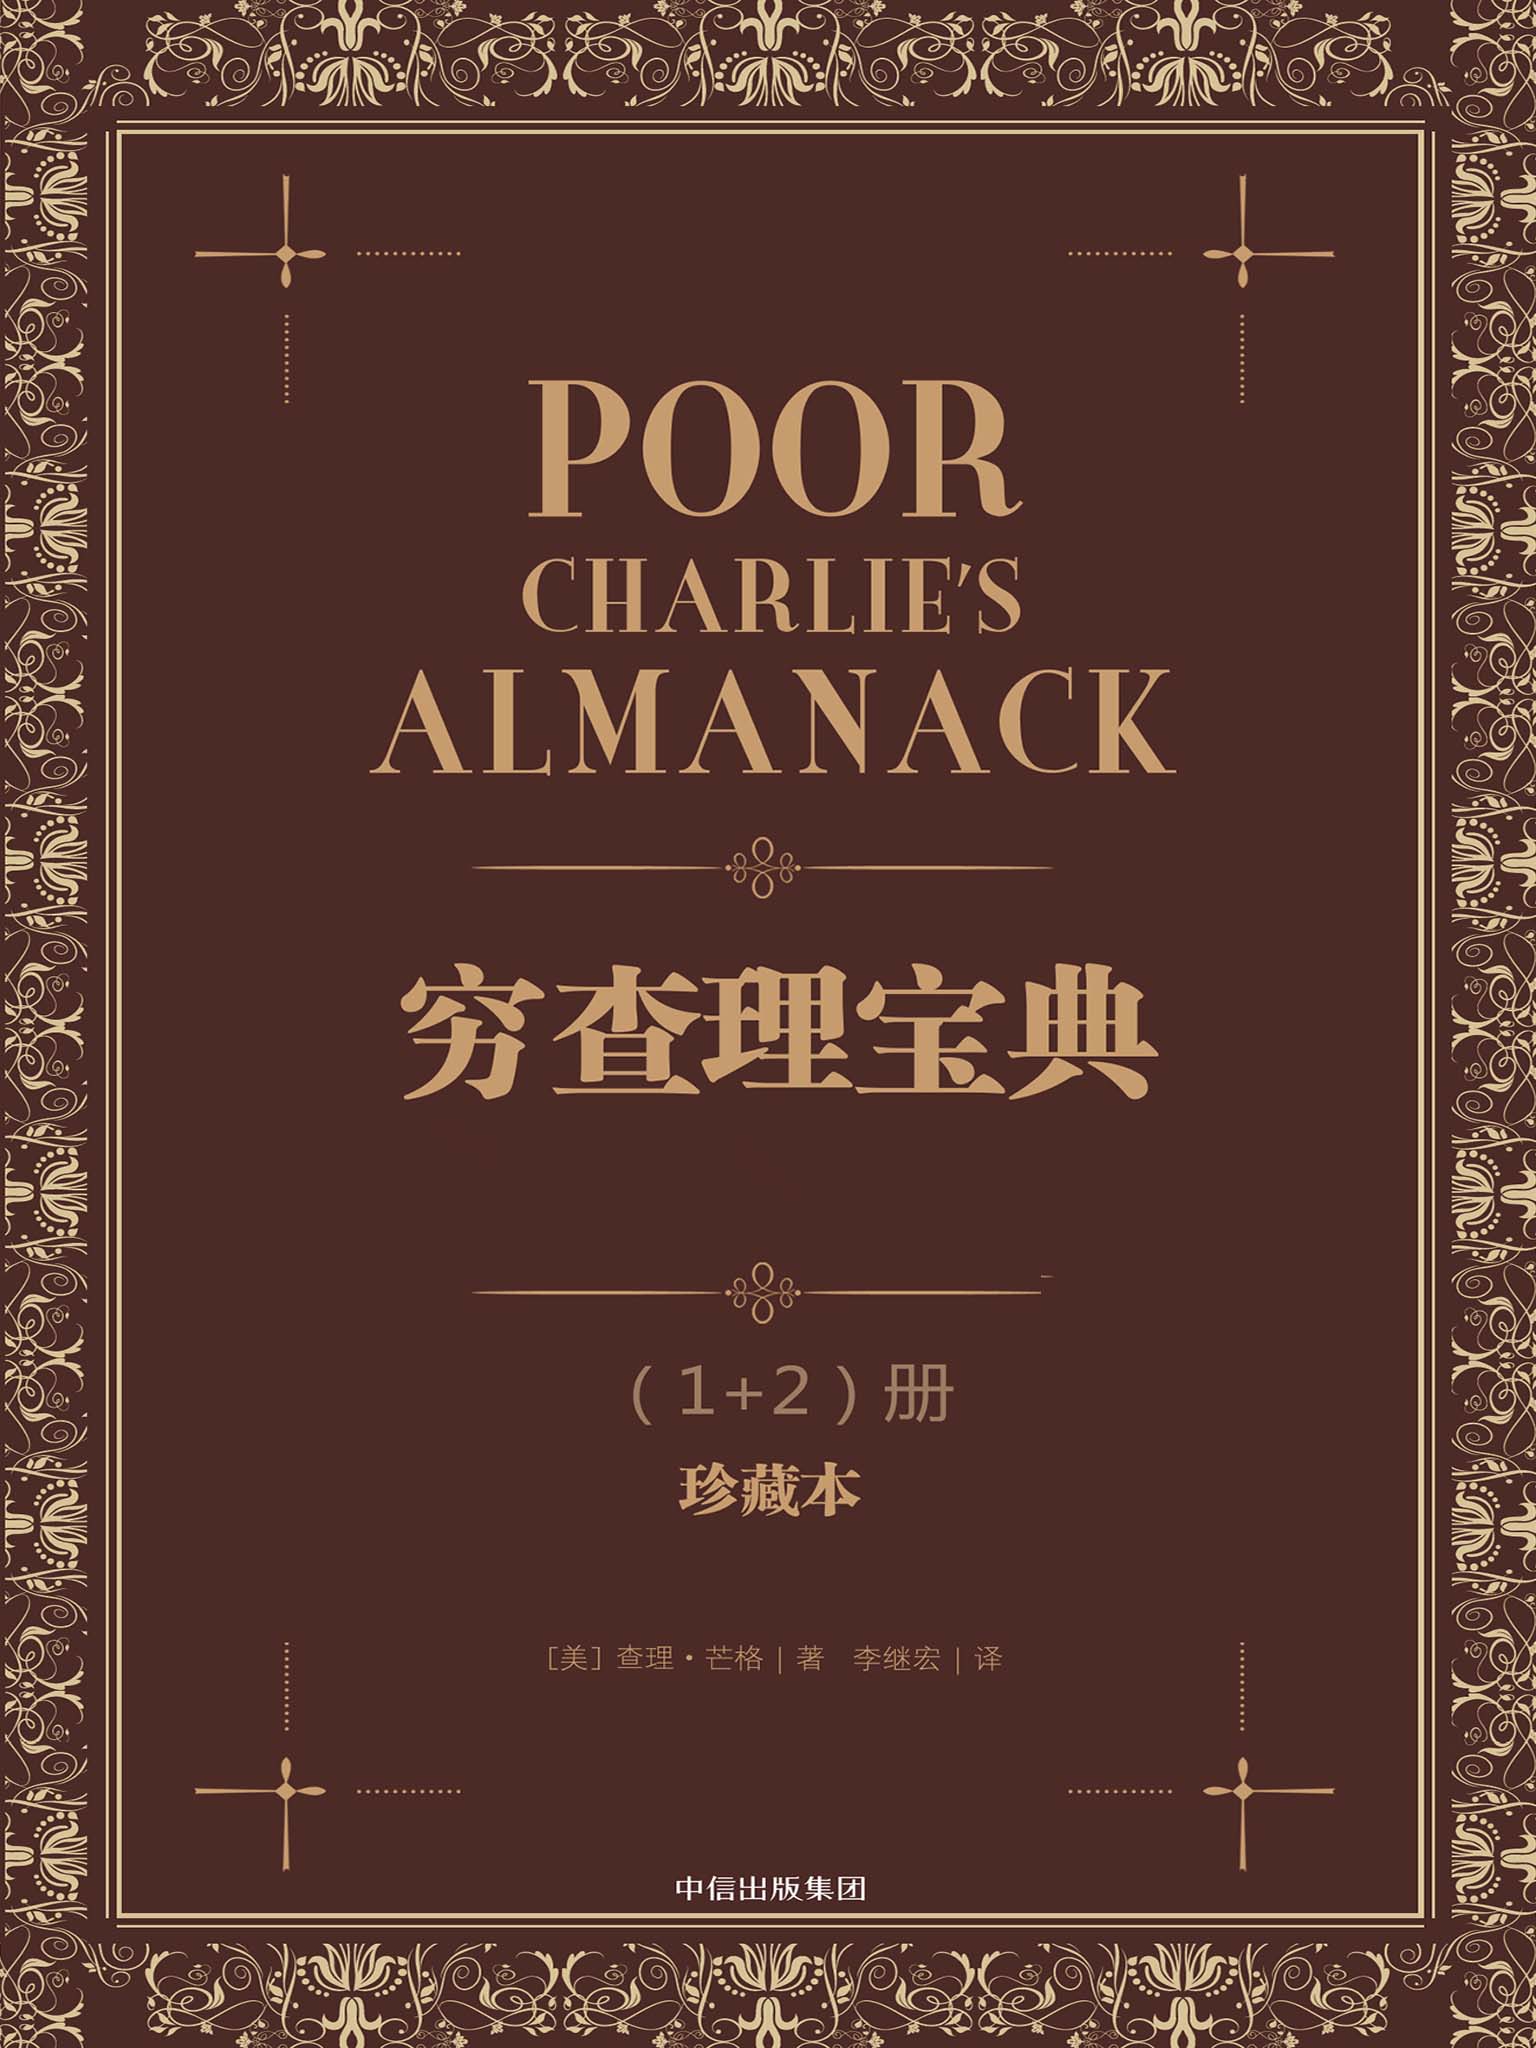 POOR
CHARLIE'S
ALMANACK
穷查理宝典
（1+2）册
珍藏本
［美］查理·芒格｜著 李继宏｜译
中信出版集团